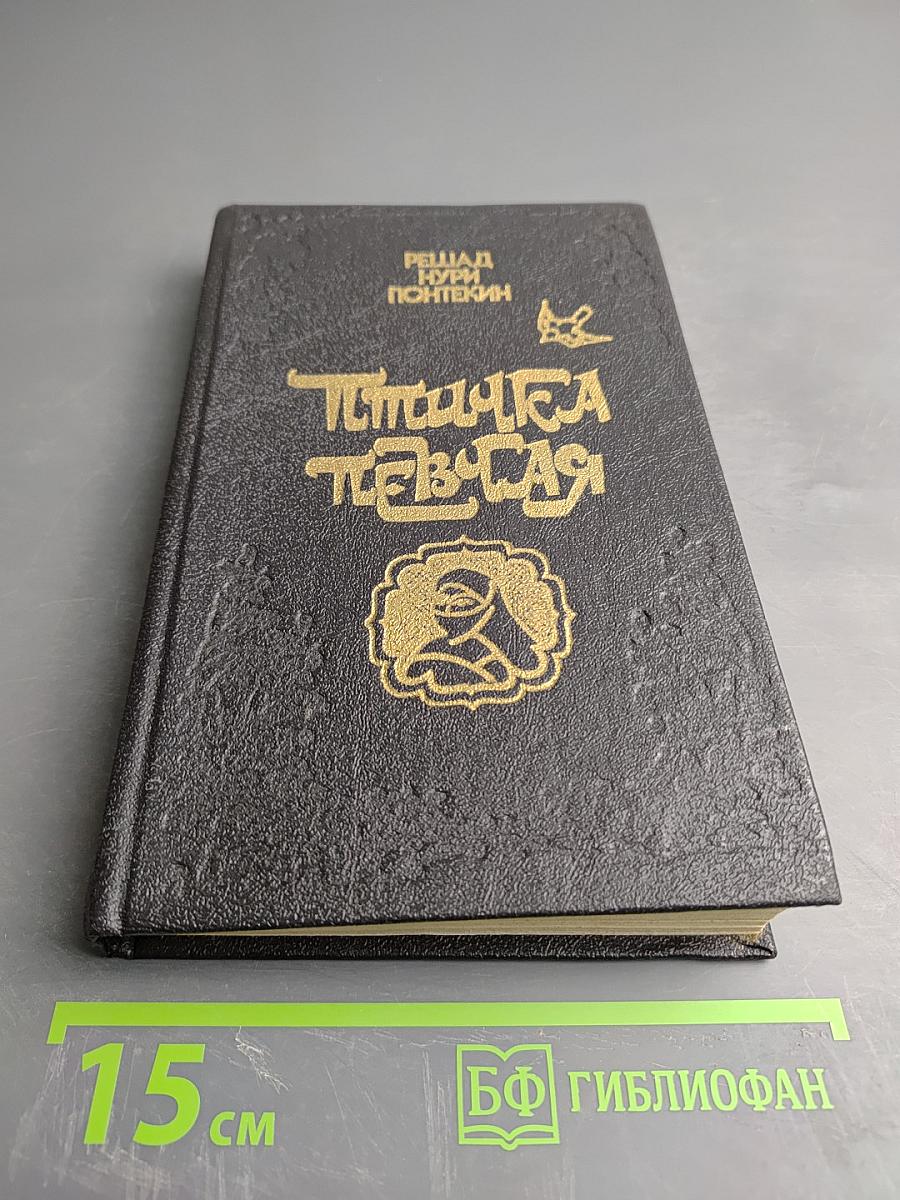 РЕШАД
НУРИ
ГЮНТЕКИН
ПТИЧКА
ПЕВЧАЯ
15 см
БФ ГИБЛИОФАН